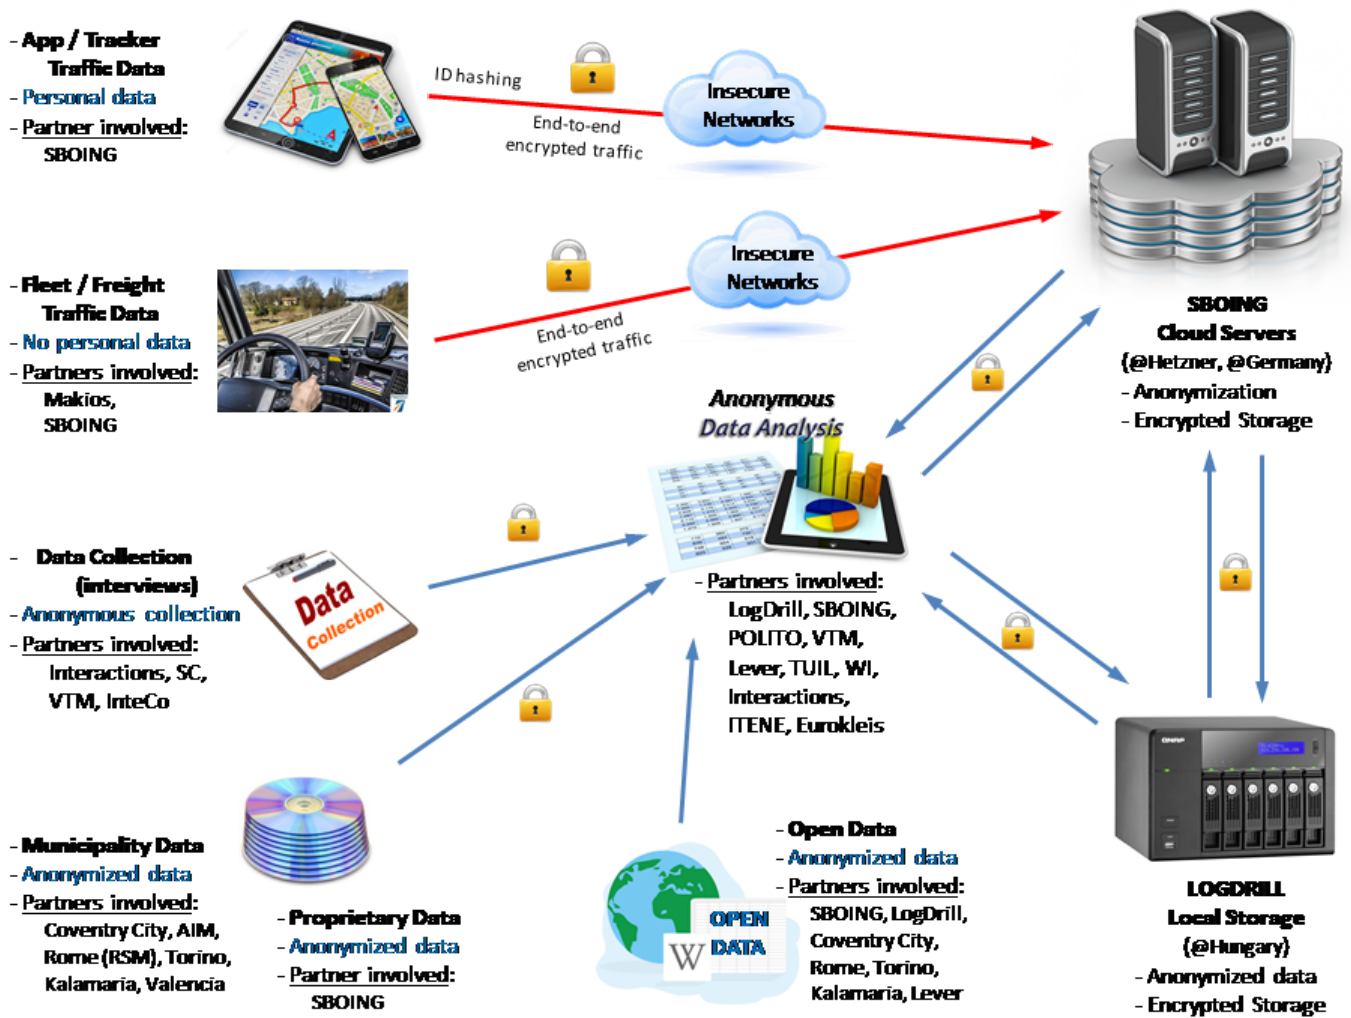 - App / Tracker
Traffic Data
- Personal data
- Partner involved:
SBOING
ID hashing
End-to-end
encrypted traffic
Insecure
Networks
- Fleet / Freight
Traffic Data
- No personal data
- Partners involved:
Makios,
SBOING
End-to-end
encrypted traffic
Insecure
Networks
SBOING
Cloud Servers
(@Hetzner, @Germany)
- Anonymization
- Encrypted Storage
Anonymous
Data Analysis
- Partners involved:
LogDrill, SBOING,
POLITO, VTM,
Lever, TUIL, WI,
Interactions,
ITENE, Eurokleis
- Data Collection
(interviews)
- Anonymous collection
- Partners involved:
Interactions, SC,
VTM, InteCo
Data
Collection
- Municipality Data
- Anonymized data
- Partners involved:
Coventry City, AIM,
Rome (RSM), Torino,
Kalamaria, Valencia
- Proprietary Data
- Anonymized data
- Partner involved:
SBOING
OPEN
DATA
W
- Open Data
- Anonymized data
- Partners involved:
SBOING, LogDrill,
Coventry City,
Rome, Torino,
Kalamaria, Lever
QNAP
LOGDRILL
Local Storage
(@Hungary)
- Anonymized data
- Encrypted Storage